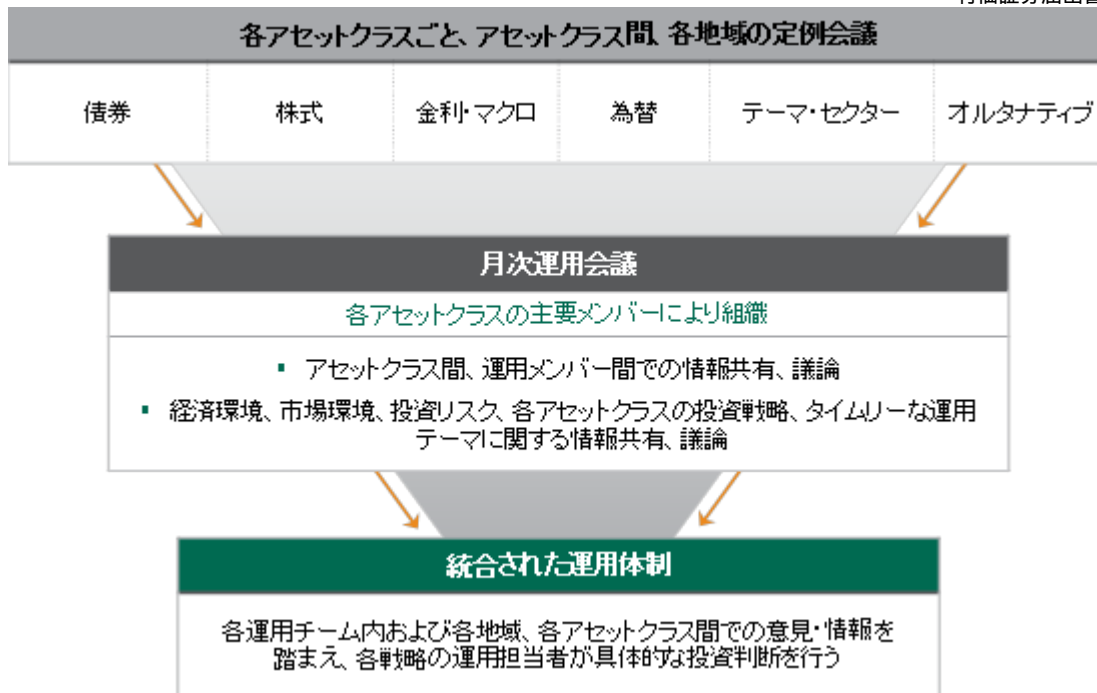 各アセットクラスごと、アセットクラス間、各地域の定例会議
債券 株式 金利・マクロ 為替 テーマ・セクター オルタナティブ
月次運用会議
各アセットクラスの主要メンバーにより組織
▪ アセットクラス間、運用メンバー間での情報共有、議論
▪ 経済環境、市場環境、投資リスク、各アセットクラスの投資戦略、タイムリーな運用
テーマに関する情報共有、議論
統合された運用体制
各運用チーム内および各地域、各アセットクラス間での意見・情報を
踏まえ、各戦略の運用担当者が具体的な投資判断を行う